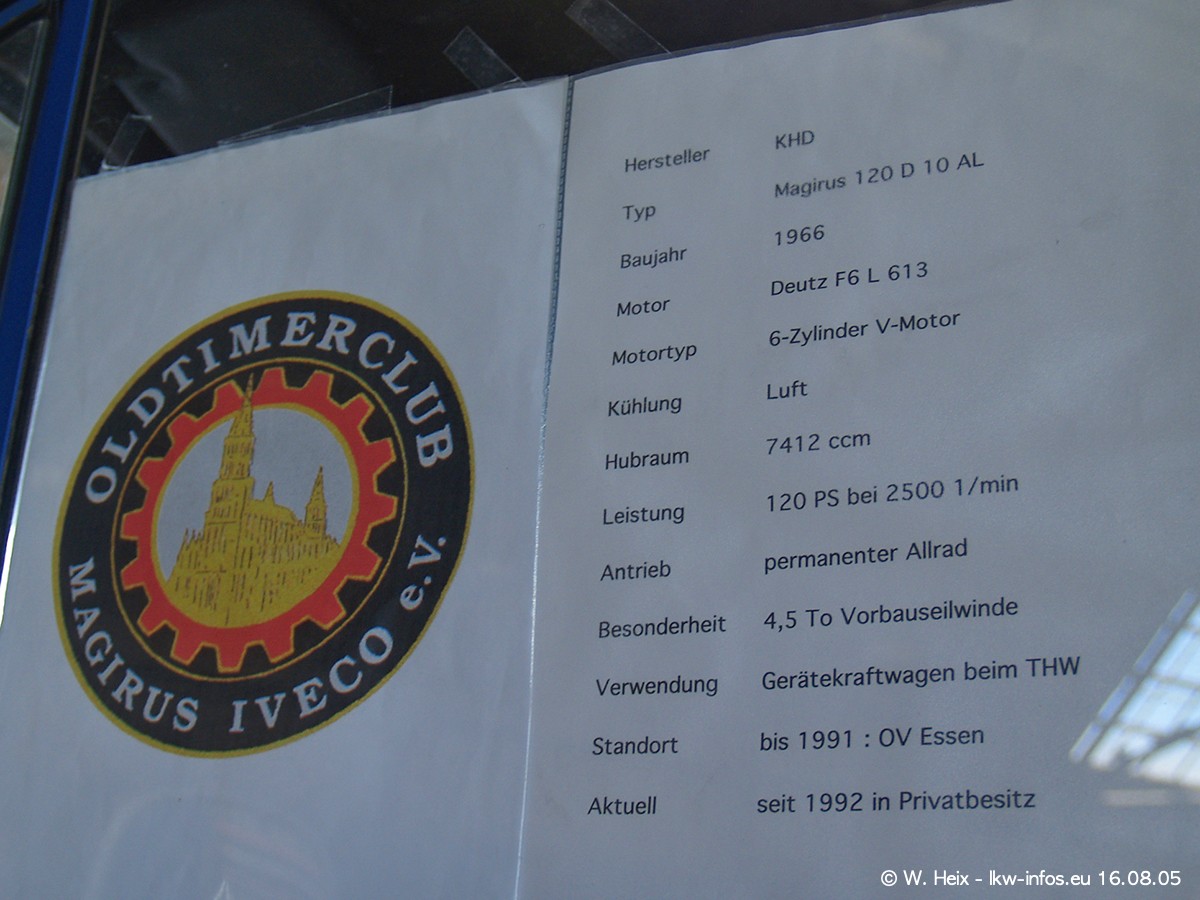 OLDTIMERCLUB
MAGIRUS IVECO e.V.
Hersteller KHD
Typ Magirus 120 D 10 AL
Baujahr 1966
Motor Deutz F6 L 613
Motortyp 6-Zylinder V-Motor
Kühlung Luft
Hubraum 7412 ccm
Leistung 120 PS bei 2500 1/min
Antrieb permanenter Allrad
Besonderheit 4,5 To Vorbauseilwinde
Verwendung Gerätekraftwagen beim THW
Standort bis 1991 : OV Essen
Aktuell seit 1992 in Privatbesitz
© W. Heix - lkw-infos.eu 16.08.05